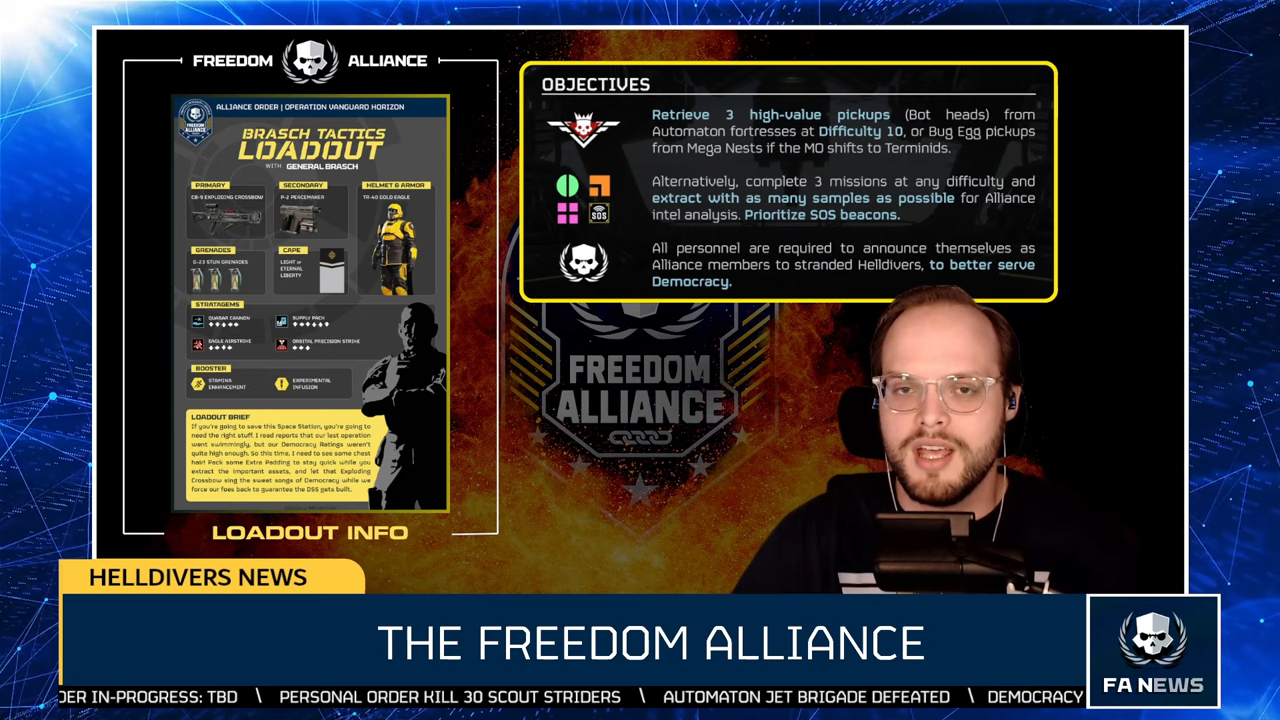 FREEDOM ALLIANCE
ALLIANCE ORDER | OPERATION VANGUARD HORIZON
BRASCH TACTICS
LOADOUT
WITH GENERAL BRASCH
PRIMARY
CB-9 EXPLODING CROSSBOW
SECONDARY
P-2 PEACEMAKER
HELMET & ARMOR
TR-40 GOLD EAGLE
GRENADES
G-23 STUN GRENADES
CAPE
LIGHT OF
ETERNAL
LIBERTY
STRATAGEMS
QUASAR CANNON
SUPPLY PACK
EAGLE AIRSTRIKE
ORBITAL PRECISION STRIKE
BOOSTER
STAMINA
ENHANCEMENT
EXPERIMENTAL
INFUSION
LOADOUT BRIEF
If you're going to save this Space Station, you're going to
need the right stuff. I read reports that our last operation
went swimmingly, but our Democracy Ratings weren't
quite high enough. So this time, I need to see some chest
hair! Pack some Extra Padding to stay quick while you
extract the important assets, and let that Exploding
Crossbow sing the sweet songs of Democracy while we
force our foes back to guarantee the DSS gets built.
LOADOUT INFO
OBJECTIVES
Retrieve 3 high-value pickups (Bot heads) from
Automaton fortresses at Difficulty 10, or Bug Egg pickups
from Mega Nests if the MO shifts to Terminids.
SOS
Alternatively, complete 3 missions at any difficulty and
extract with as many samples as possible for Alliance
intel analysis. Prioritize SOS beacons.
All personnel are required to announce themselves as
Alliance members to stranded Helldivers, to better serve
Democracy.
FREEDOM
ALLIANCE
HELLDIVERS NEWS
THE FREEDOM ALLIANCE
FA NEWS
DER IN-PROGRESS: TBD \ PERSONAL ORDER KILL 30 SCOUT STRIDERS \ AUTOMATON JET BRIGADE DEFEATED \ DEMOCRACY